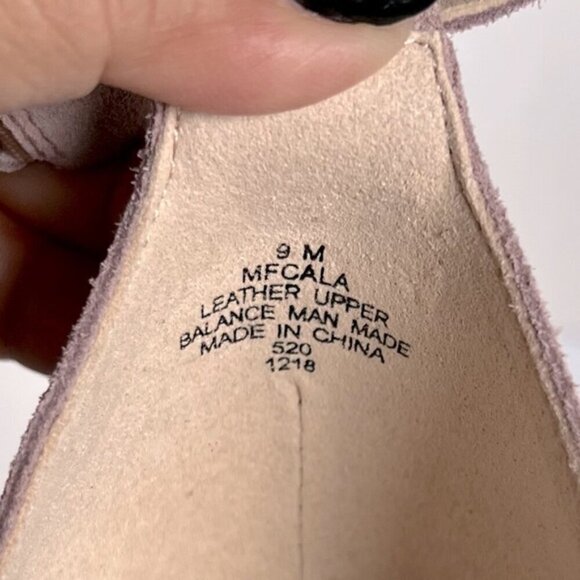 9 M
MFCALA
LEATHER UPPER
BALANCE MAN MADE
MADE IN CHINA
520
1218